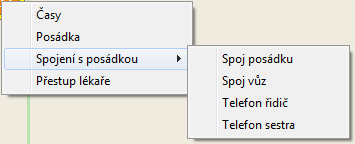 Časy
Posádka
Spojení s posádkou
Přestup lékaře
Spoj posádku
Spoj vůz
Telefon řidič
Telefon sestra